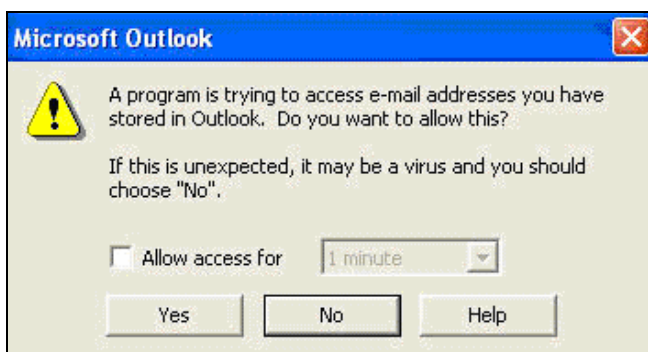 Microsoft Outlook
A program is trying to access e-mail addresses you have
stored in Outlook. Do you want to allow this?
If this is unexpected, it may be a virus and you should
choose "No".
Allow access for 1 minute
Yes No Help